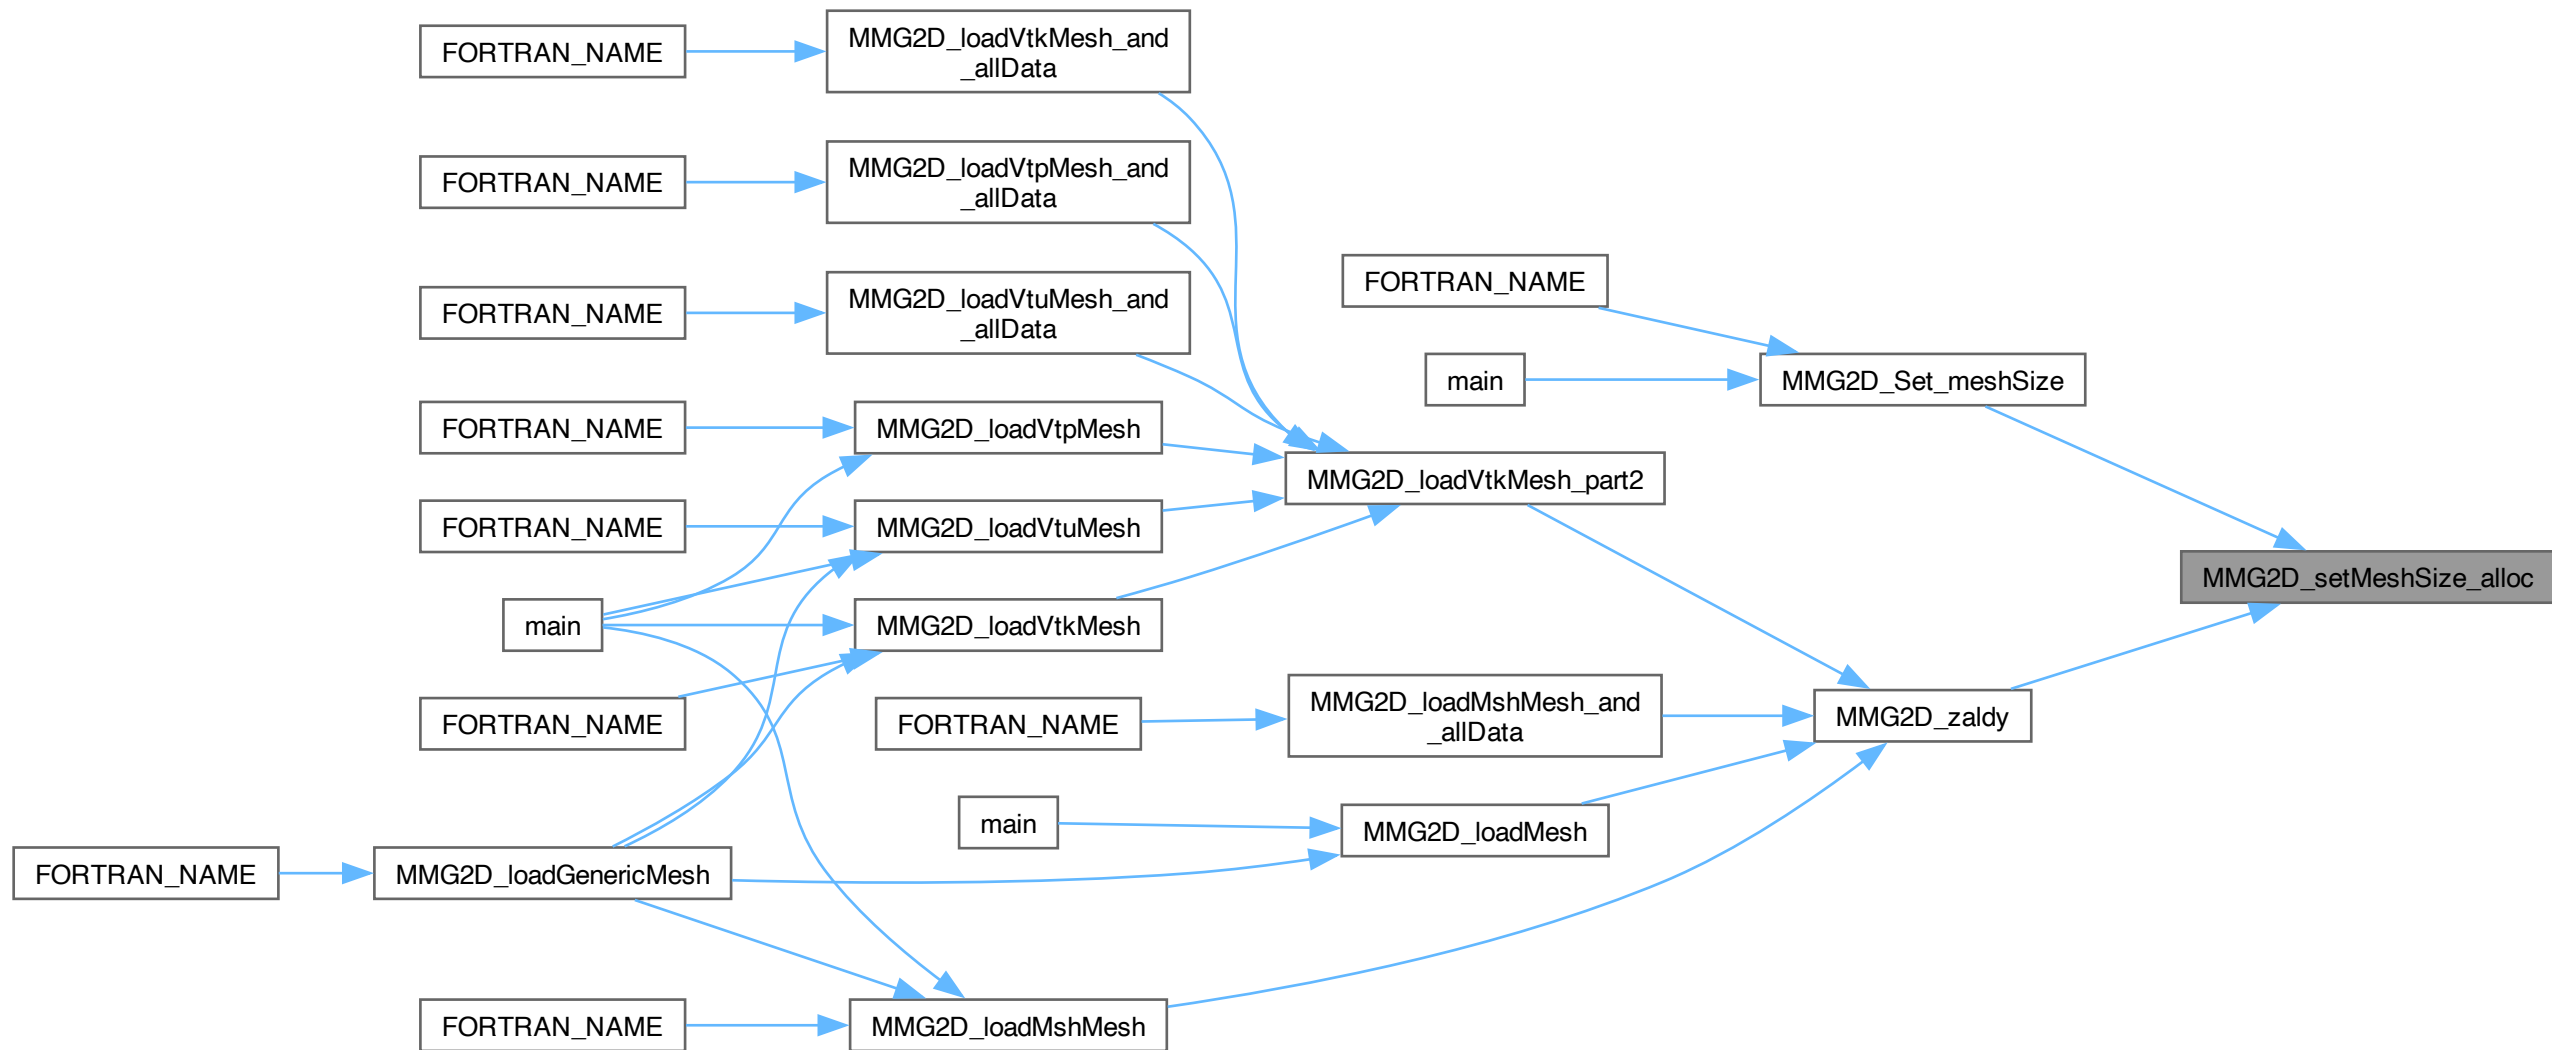 FORTRAN_NAME
MMG2D_loadVtkMesh_and
_allData
FORTRAN_NAME
MMG2D_loadVtpMesh_and
_allData
FORTRAN_NAME
MMG2D_loadVtuMesh_and
_allData
FORTRAN_NAME
main
MMG2D_Set_meshSize
FORTRAN_NAME
MMG2D_loadVtpMesh
MMG2D_loadVtkMesh_part2
FORTRAN_NAME
MMG2D_loadVtuMesh
MMG2D_setMeshSize_alloc
main
MMG2D_loadVtkMesh
FORTRAN_NAME
FORTRAN_NAME
MMG2D_loadMshMesh_and
_allData
MMG2D_zaldy
main
MMG2D_loadMesh
FORTRAN_NAME
MMG2D_loadGenericMesh
FORTRAN_NAME
MMG2D_loadMshMesh